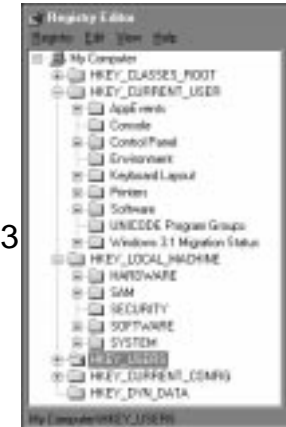 Registry Editor
Registry Edit View Help
My Computer
HKEY_CLASSES_ROOT
HKEY_CURRENT_USER
AppEvents
Console
Control Panel
Environment
Keyboard Layout
Printers
Software
UNICODE Program Groups
Windows 3.1 Migration Status
3
HKEY_LOCAL_MACHINE
HARDWARE
SAM
SECURITY
SOFTWARE
SYSTEM
HKEY_USERS
HKEY_CURRENT_CONFIG
HKEY_DYN_DATA
My Computer\HKEY_USERS